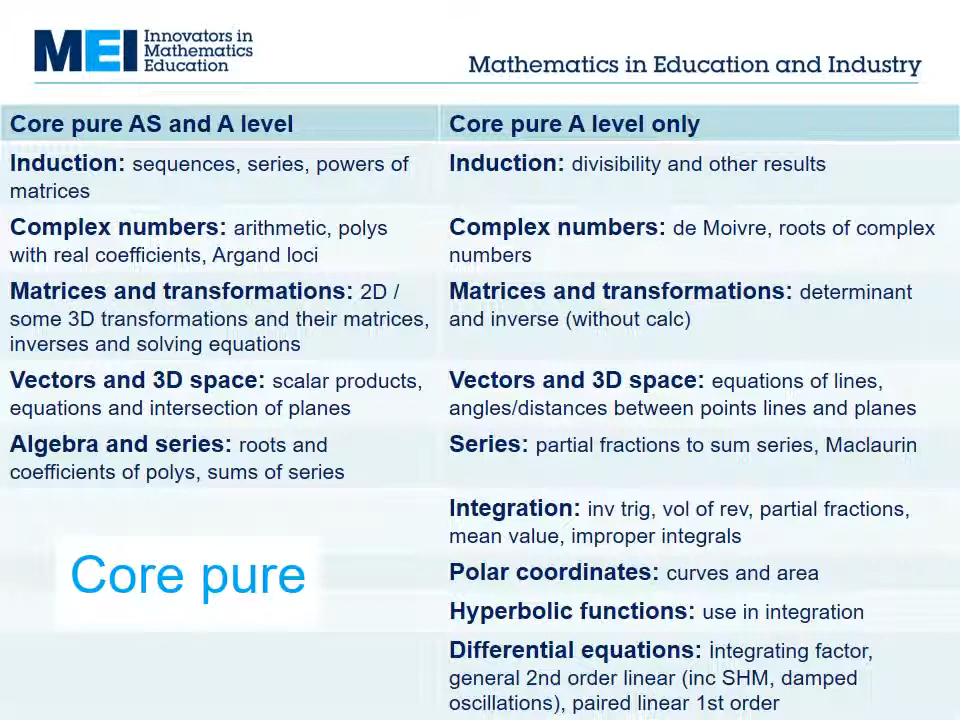 MEI Innovators in
Mathematics
Education
Mathematics in Education and Industry
Core pure AS and A level
Core pure A level only
Induction: sequences, series, powers of
matrices
Induction: divisibility and other results
Complex numbers: arithmetic, polys
with real coefficients, Argand loci
Complex numbers: de Moivre, roots of complex
numbers
Matrices and transformations: 2D /
some 3D transformations and their matrices,
inverses and solving equations
Matrices and transformations: determinant
and inverse (without calc)
Vectors and 3D space: scalar products,
equations and intersection of planes
Vectors and 3D space: equations of lines,
angles/distances between points lines and planes
Algebra and series: roots and
coefficients of polys, sums of series
Series: partial fractions to sum series, Maclaurin
Integration: inv trig, vol of rev, partial fractions,
mean value, improper integrals
Core pure
Polar coordinates: curves and area
Hyperbolic functions: use in integration
Differential equations: Integrating factor,
general 2nd order linear (inc SHM, damped
oscillations), paired linear 1st order